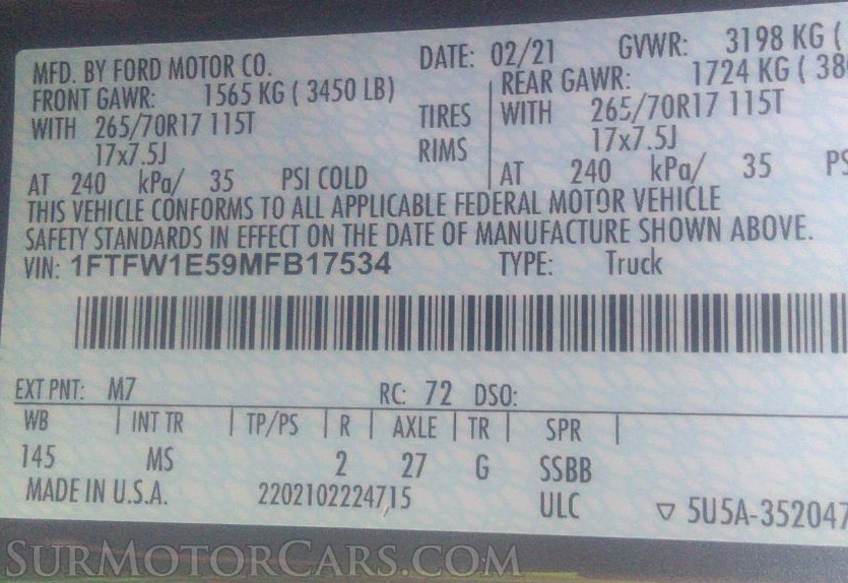 MFD. BY FORD MOTOR CO. DATE: 02/21 GVWR: 3198 KG (
FRONT GAWR: 1565 KG ( 3450 LB) REAR GAWR: 1724 KG ( 38
WITH 265/70R17 115T TIRES WITH 265/70R17 115T
17x7.5J RIMS 17x7.5J
AT 240 kPa/ 35 PSI COLD AT 240 kPa/ 35 PS
THIS VEHICLE CONFORMS TO ALL APPLICABLE FEDERAL MOTOR VEHICLE
SAFETY STANDARDS IN EFFECT ON THE DATE OF MANUFACTURE SHOWN ABOVE.
VIN: 1FTFW1E59MFB17534 TYPE: Truck
EXT PNT: M7 RC: 72 DSO:
WB | INT TR | TP/PS | R | AXLE | TR | SPR |
145 MS 2 27 G SSBB
MADE IN U.S.A. 2202102224715 ULC ▽ 5U5A-352047
SURMOTORCARS.COM